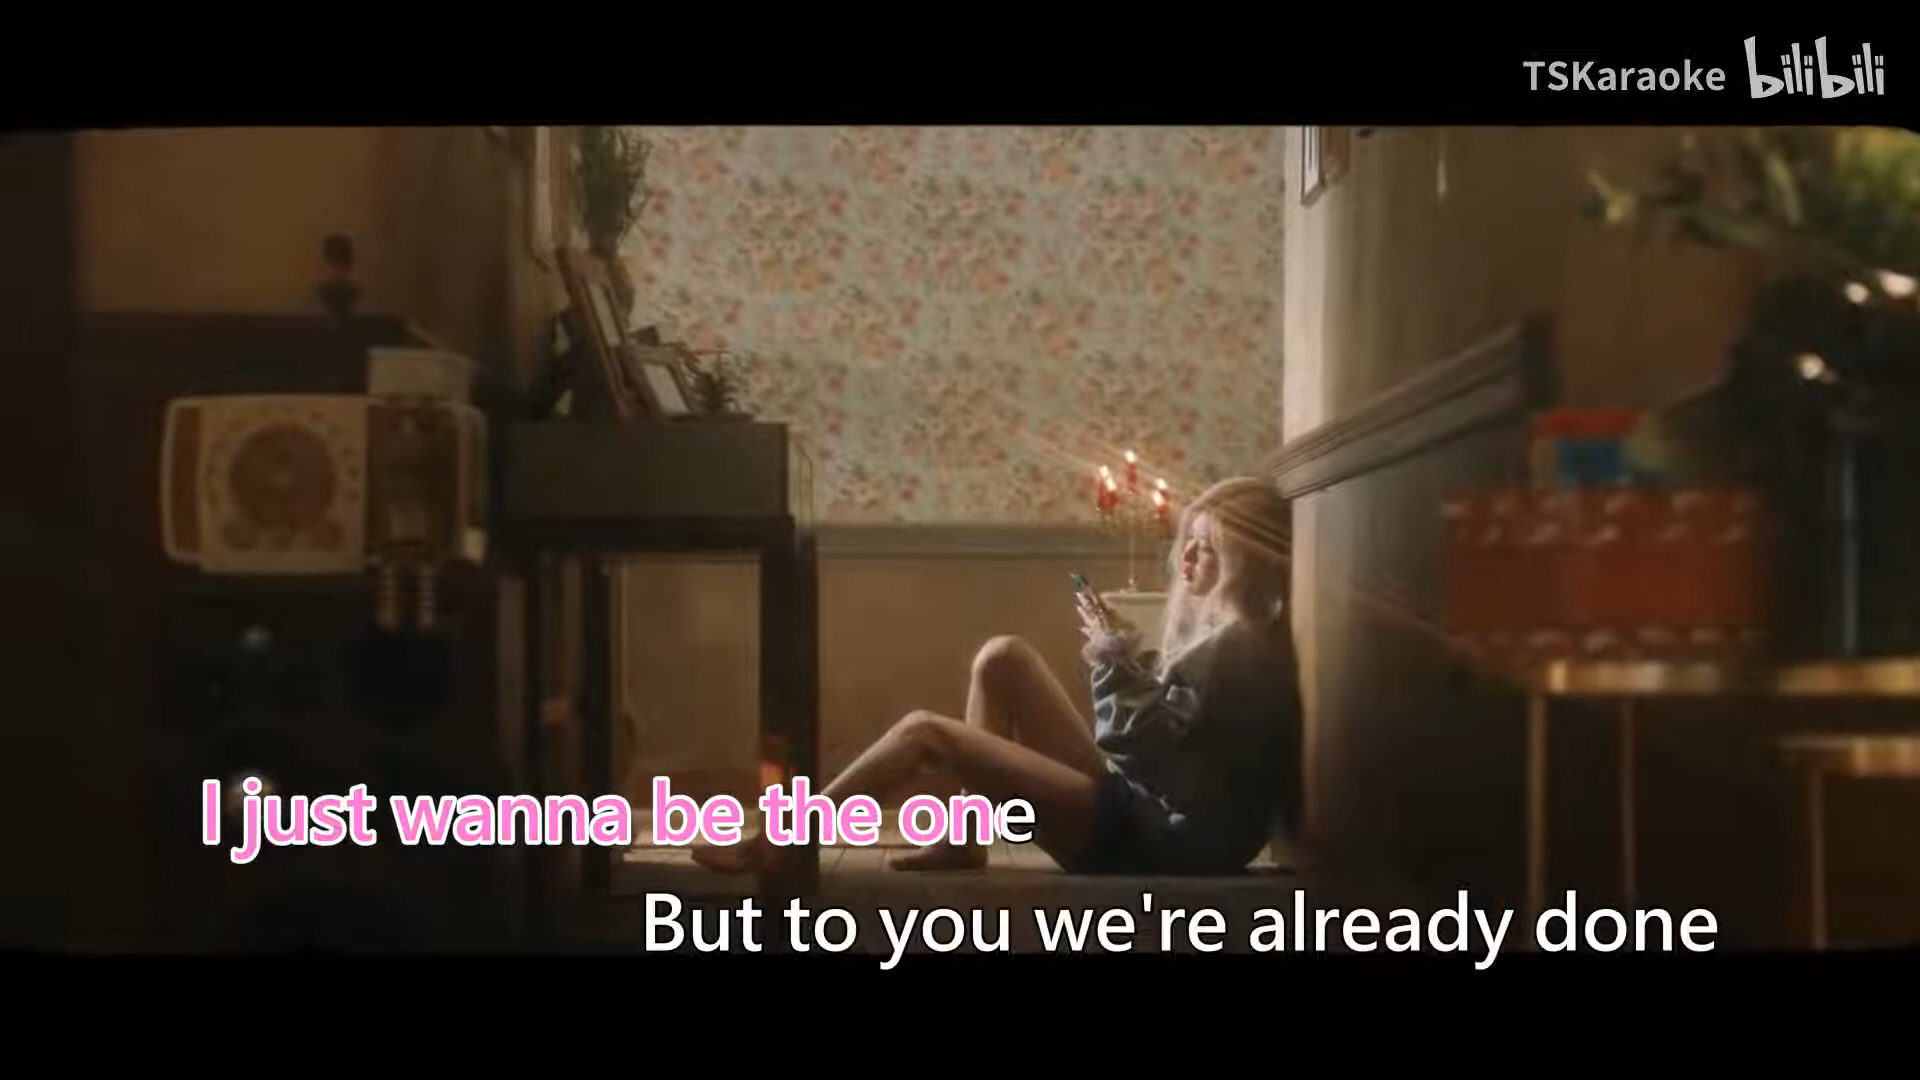 TSKaraoke bilibili
I just wanna be the one
But to you we're already done